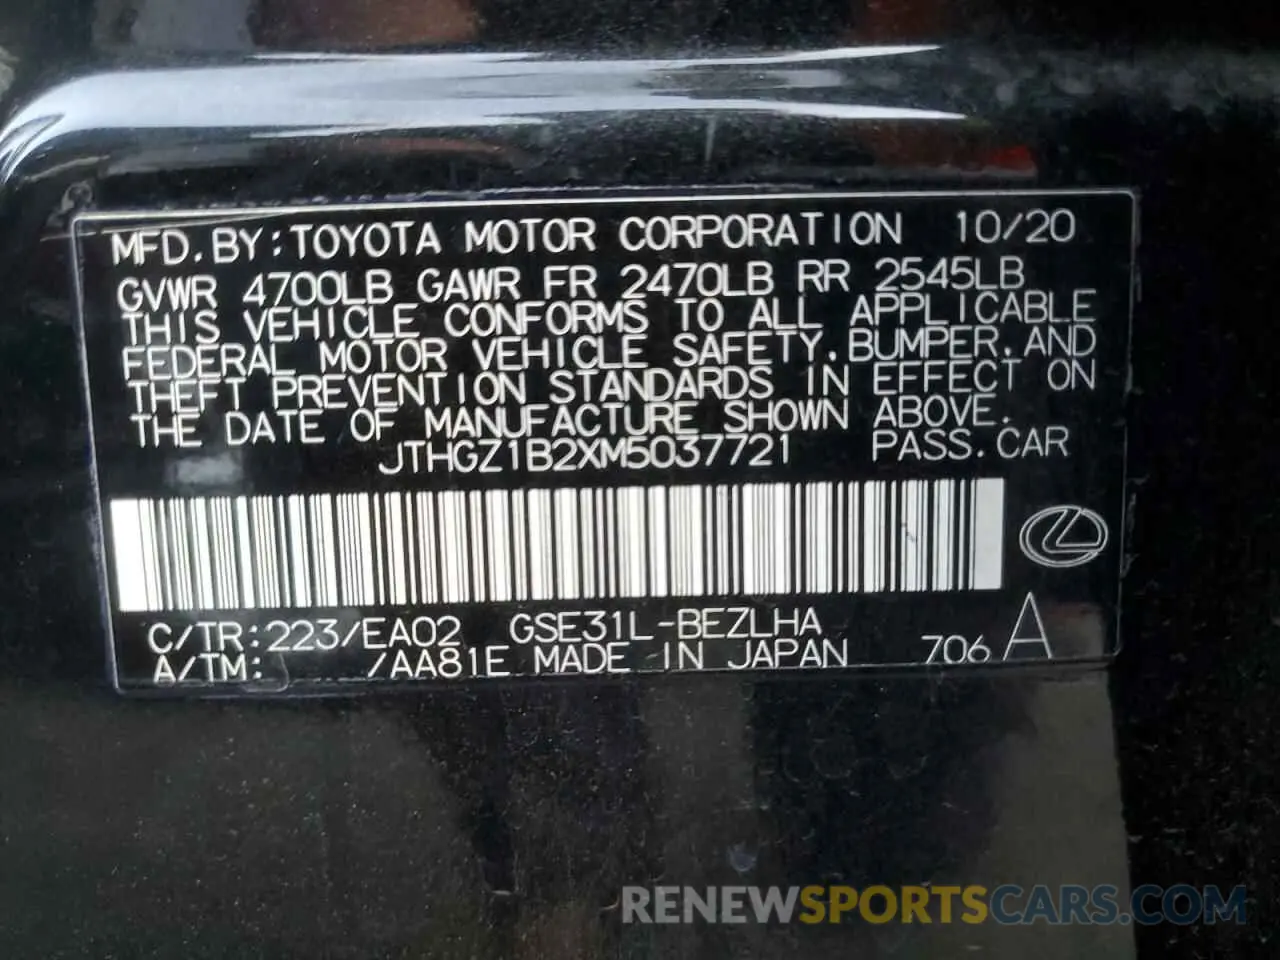 MFD. BY: TOYOTA MOTOR CORPORATION 10/20
GVWR 4700LB GAWR FR 2470LB RR 2545LB
THIS VEHICLE CONFORMS TO ALL APPLICABLE
FEDERAL MOTOR VEHICLE SAFETY, BUMPER, AND
THEFT PREVENTION STANDARDS IN EFFECT ON
THE DATE OF MANUFACTURE SHOWN ABOVE.
JTHGZ1B2XM5037721 PASS. CAR
C/TR: 223/EA02 GSE31L-BEZLHA
A/TM: /AA81E MADE IN JAPAN 706 A
RENEWSPORTSCARS.COM